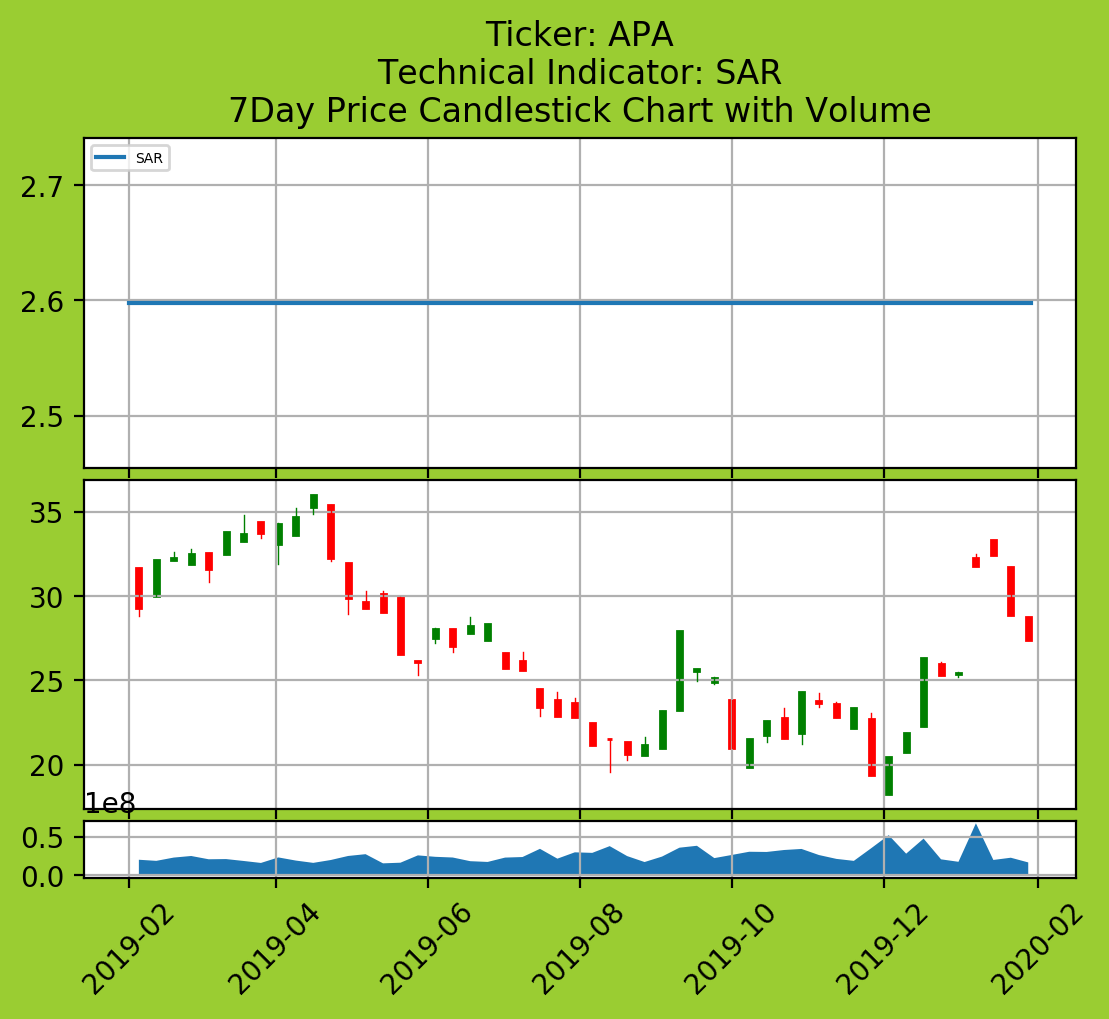 Ticker: APA
Technical Indicator: SAR
7Day Price Candlestick Chart with Volume
SAR
2.7
2.6
2.5
35
30
25
20
1e8
0.5
0.0
2019-02 2019-04 2019-06 2019-08 2019-10 2019-12 2020-02